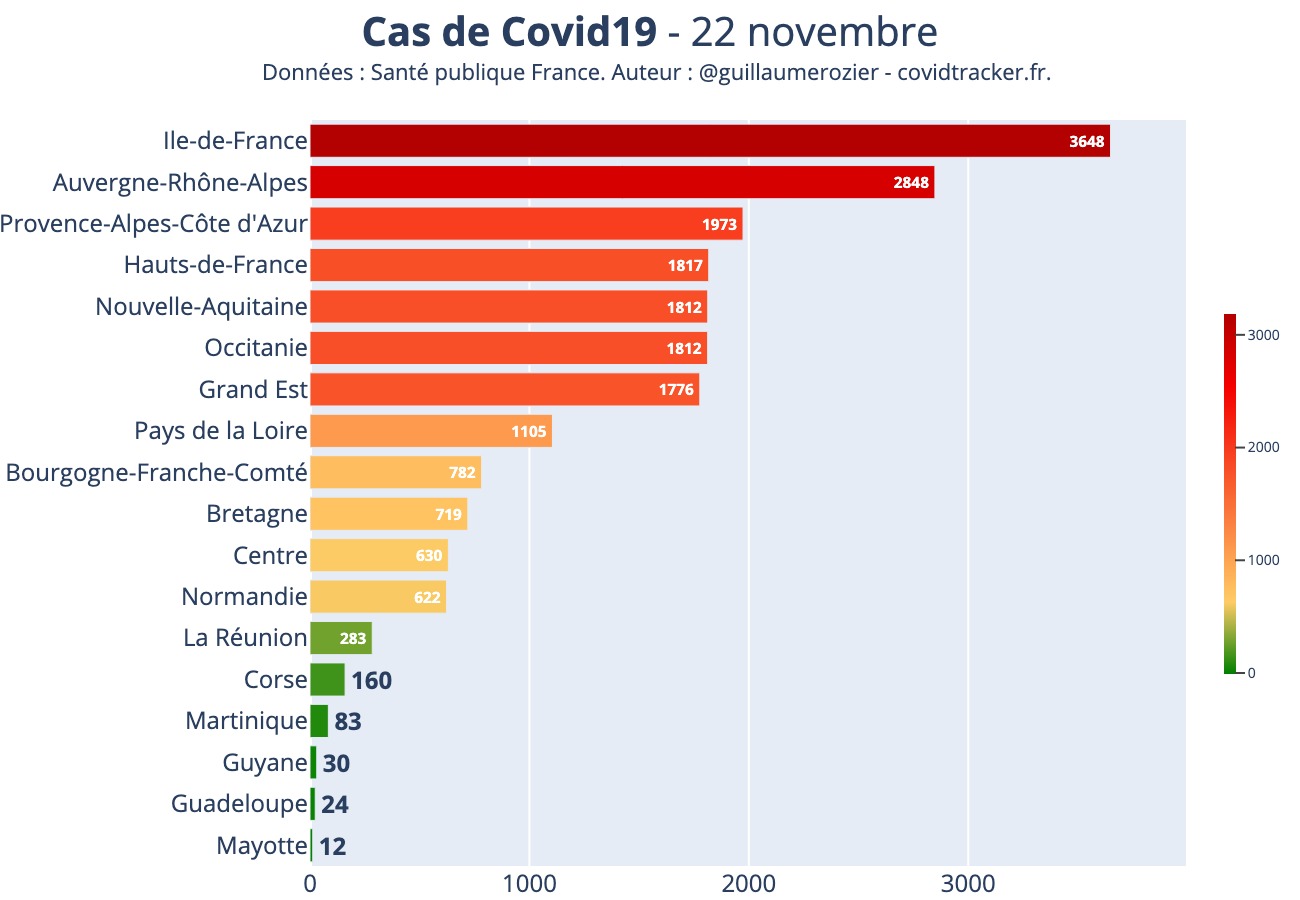 Cas de Covid19 - 22 novembre
Données : Santé publique France. Auteur : @guillaumerozier - covidtracker.fr.
Ile-de-France 3648
Auvergne-Rhône-Alpes 2848
Provence-Alpes-Côte d'Azur 1973
Hauts-de-France 1817
Nouvelle-Aquitaine 1812
Occitanie 1812
Grand Est 1776
Pays de la Loire 1105
Bourgogne-Franche-Comté 782
Bretagne 719
Centre 630
Normandie 622
La Réunion 283
Corse 160
Martinique 83
Guyane 30
Guadeloupe 24
Mayotte 12
0 1000 2000 3000
3000
2000
1000
0